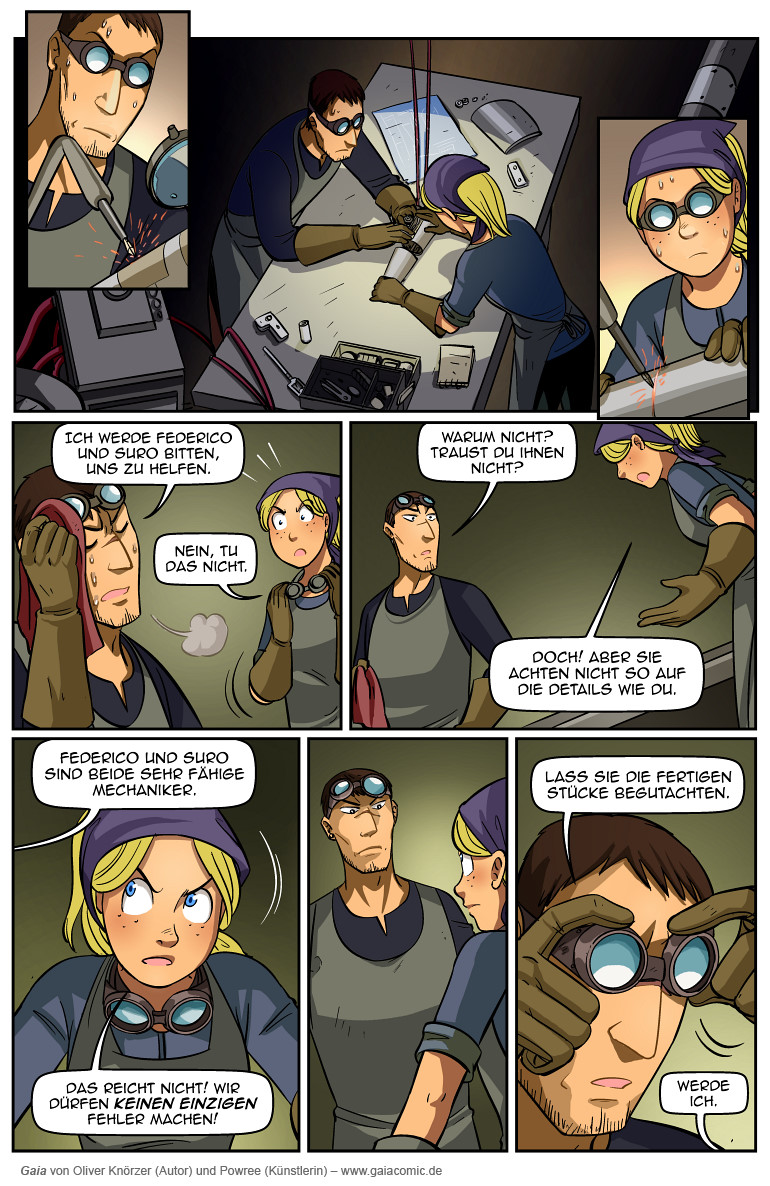 ICH WERDE FEDERICO
UND SURO BITTEN,
UNS ZU HELFEN.
NEIN, TU
DAS NICHT.
WARUM NICHT?
TRAUST DU IHNEN
NICHT?
DOCH! ABER SIE
ACHTEN NICHT SO AUF
DIE DETAILS WIE DU.
FEDERICO UND SURO
SIND BEIDE SEHR FÄHIGE
MECHANIKER.
DAS REICHT NICHT! WIR
DÜRFEN KEINEN EINZIGEN
FEHLER MACHEN!
LASS SIE DIE FERTIGEN
STÜCKE BEGUTACHTEN.
WERDE
ICH.
Gaia von Oliver Knörzer (Autor) und Powree (Künstlerin) – www.gaiacomic.de